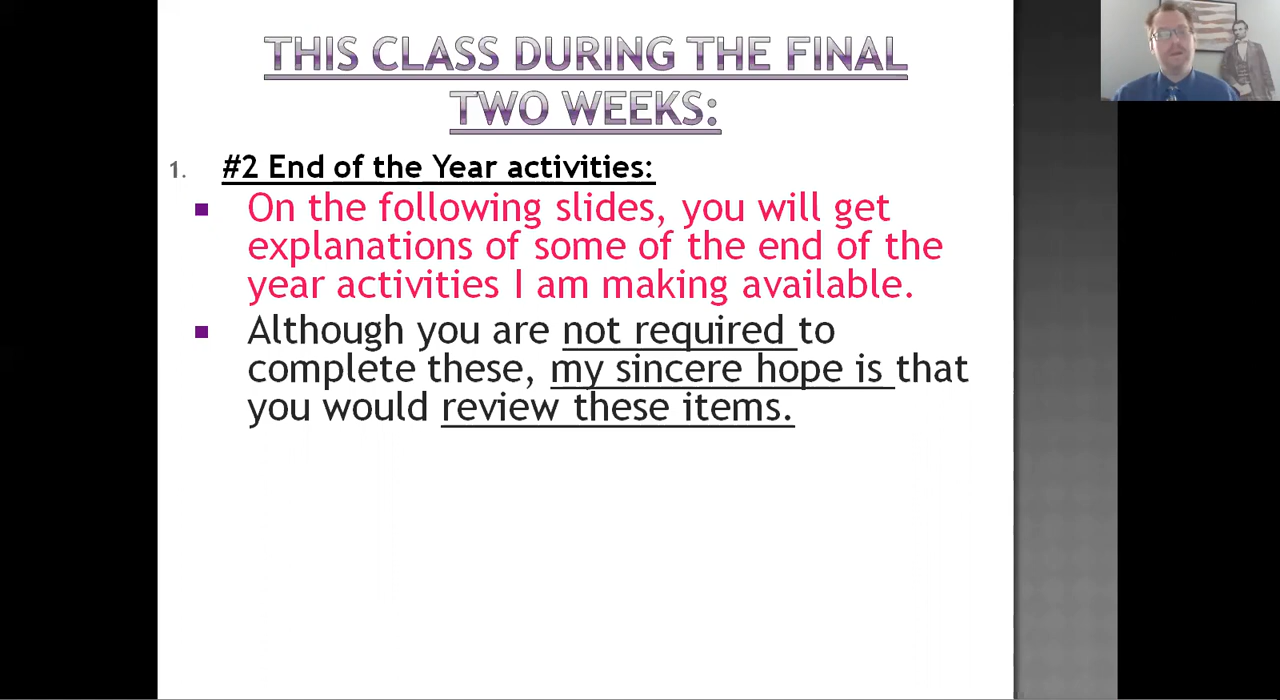 THIS CLASS DURING THE FINAL
TWO WEEKS:
1. #2 End of the Year activities:
On the following slides, you will get
explanations of some of the end of the
year activities I am making available.
Although you are not required to
complete these, my sincere hope is that
you would review these items.